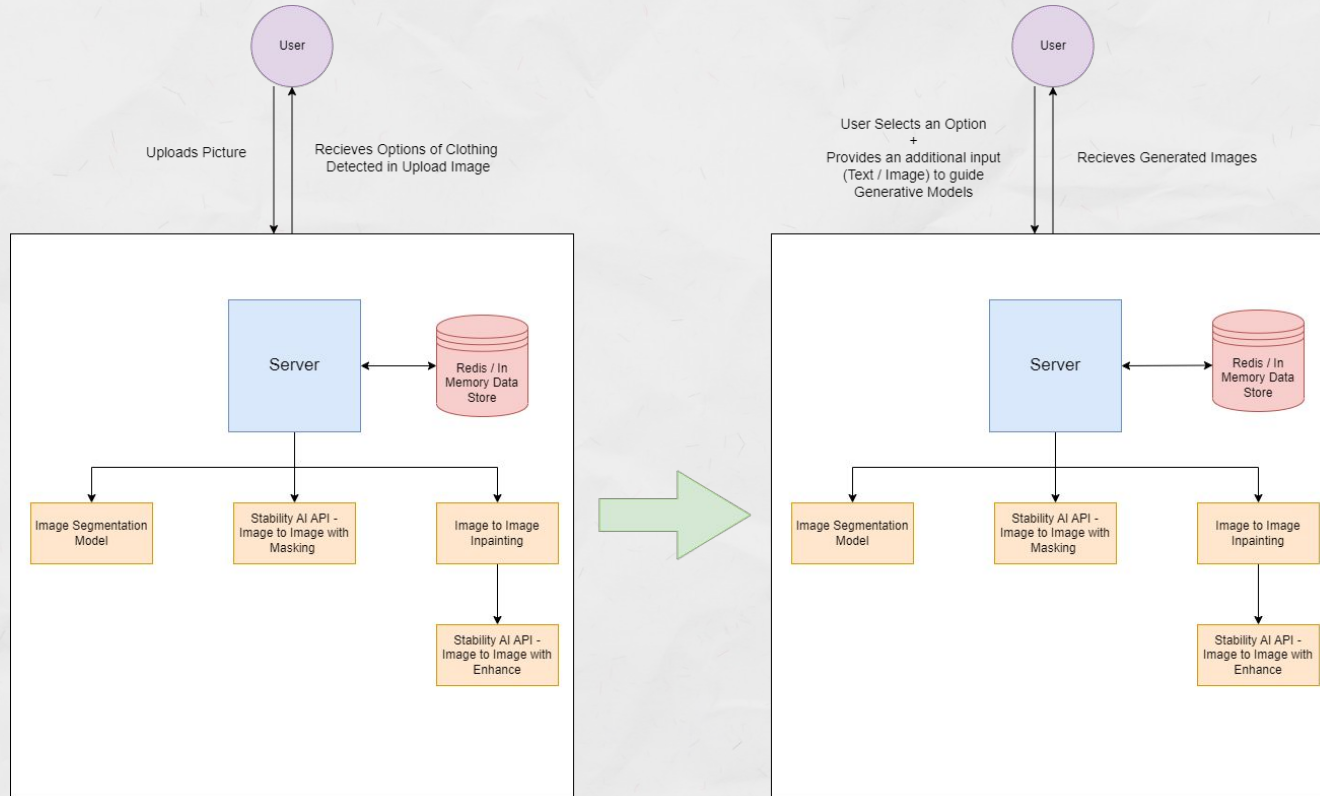 User
Uploads Picture
Recieves Options of Clothing
Detected in Upload Image
Server
Redis / In
Memory Data
Store
Image Segmentation
Model
Stability AI API -
Image to Image with
Masking
Image to Image
Inpainting
Stability AI API -
Image to Image with
Enhance
User
User Selects an Option
+
Provides an additional input
(Text / Image) to guide
Generative Models
Recieves Generated Images
Server
Redis / In
Memory Data
Store
Image Segmentation
Model
Stability AI API -
Image to Image with
Masking
Image to Image
Inpainting
Stability AI API -
Image to Image with
Enhance